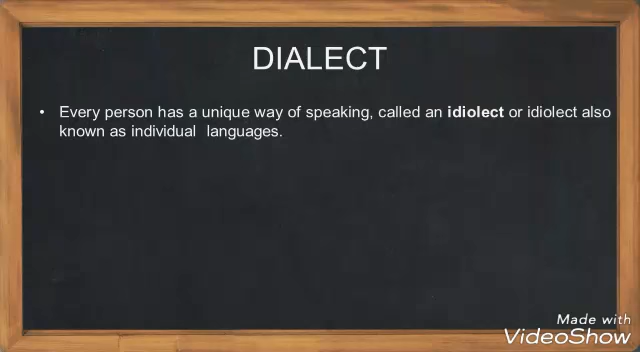 DIALECT
• Every person has a unique way of speaking, called an idiolect or idiolect also
known as individual languages.
Made with
VideoShow